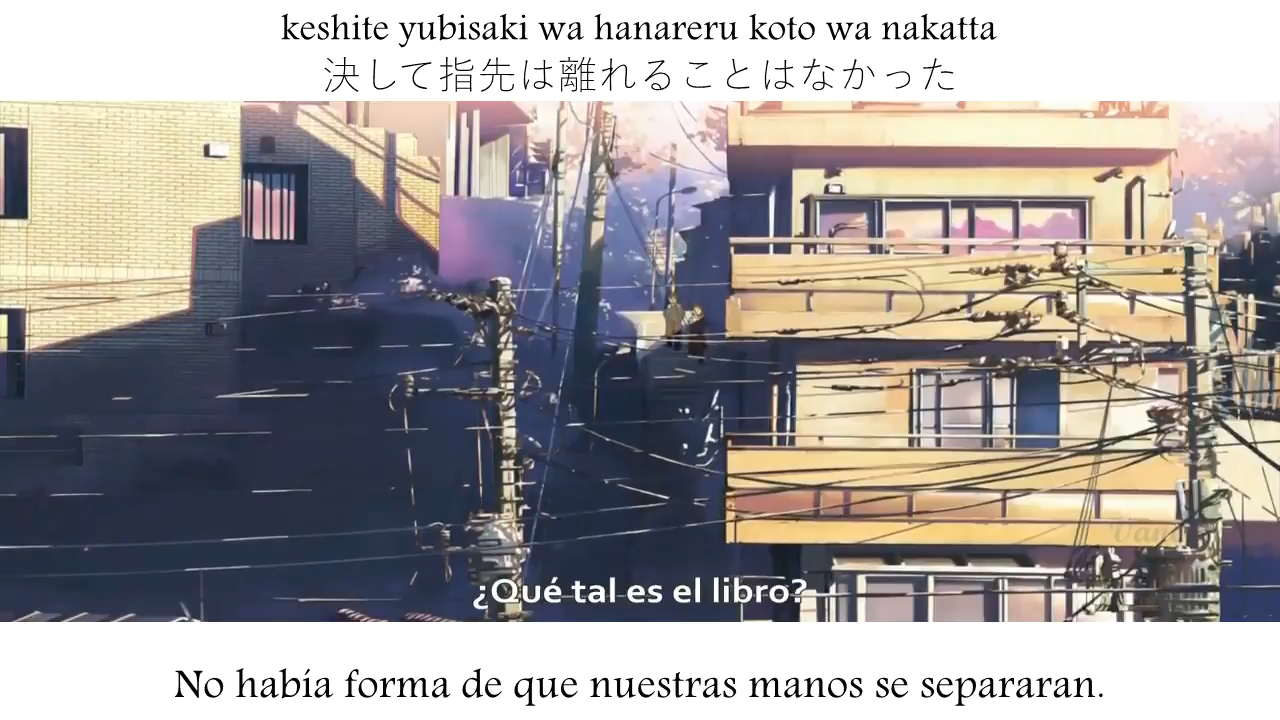 keshite yubisaki wa hanareru koto wa nakatta
決して指先は離れることはなかった
¿Qué tal es el libro?
No había forma de que nuestras manos se separaran.